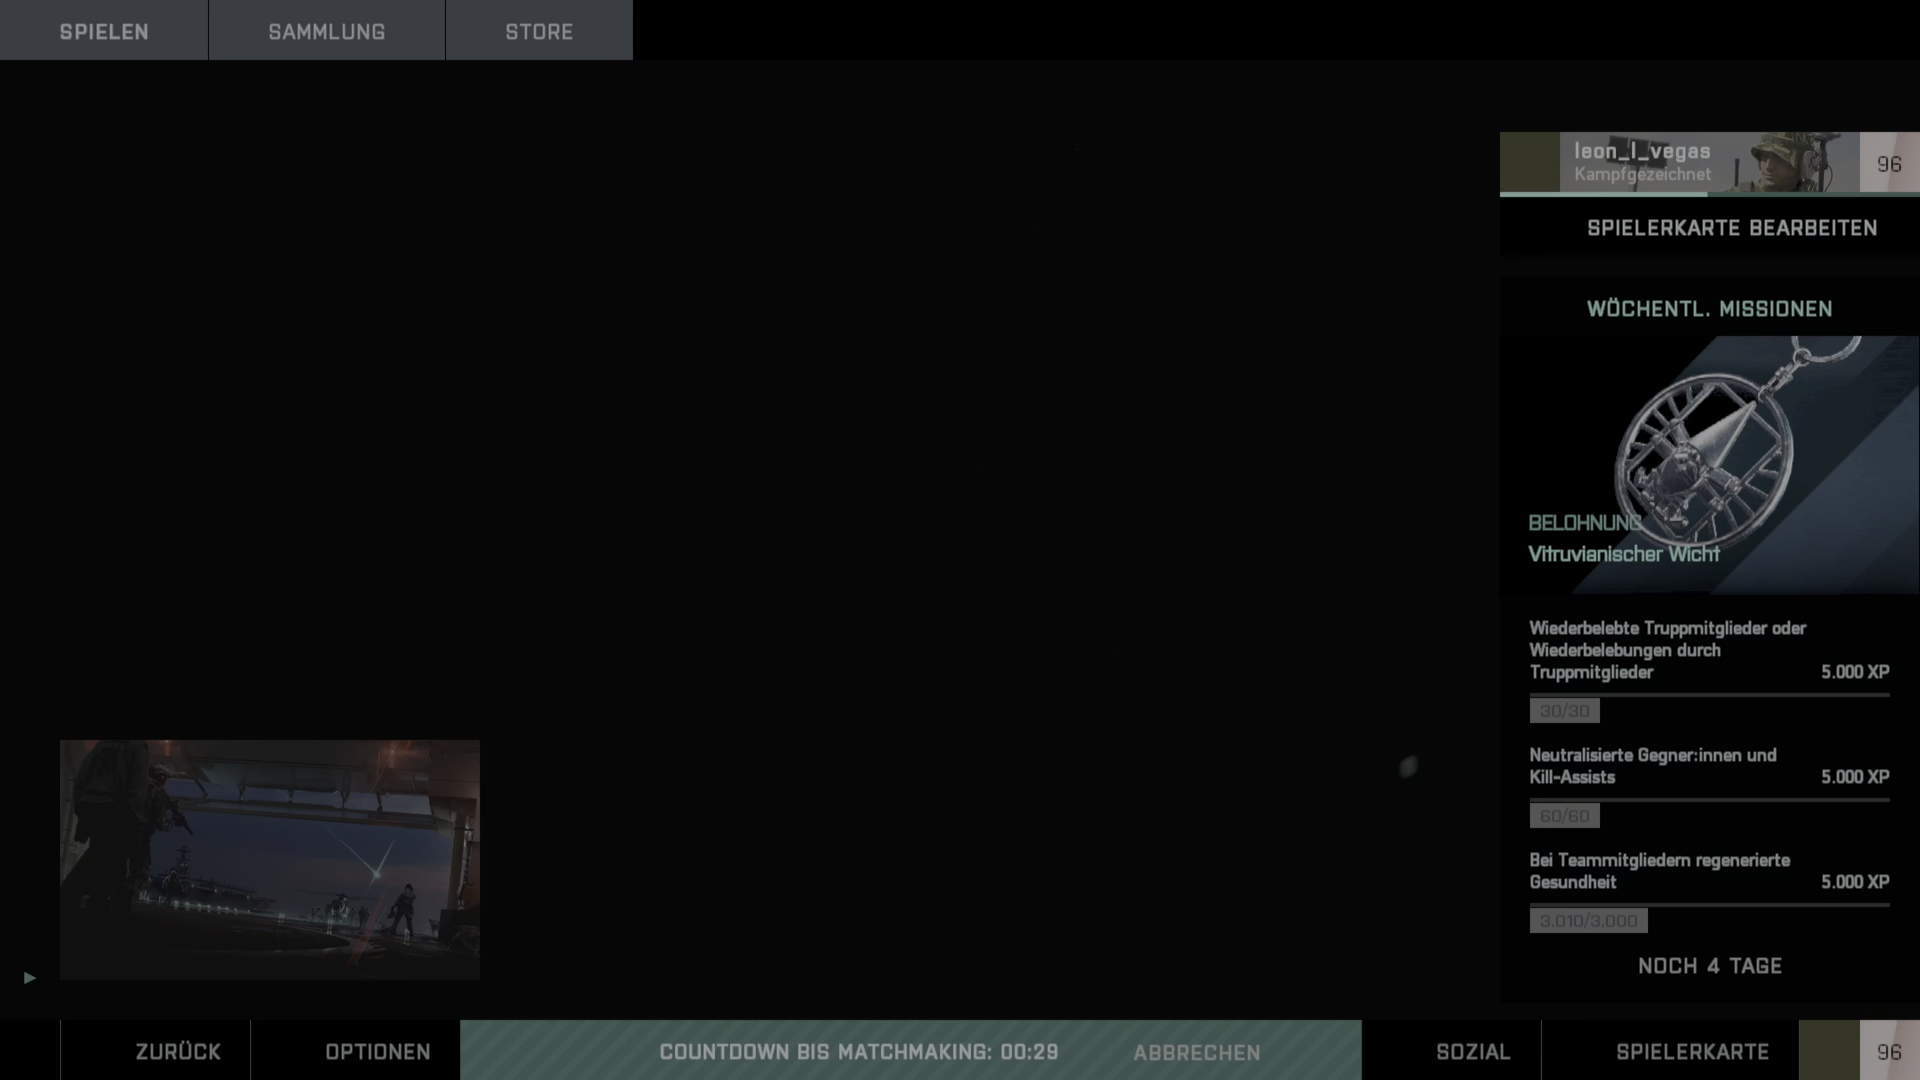 SPIELEN
SAMMLUNG
STORE
leon_l_vegas
Kampfgezeichnet
96
SPIELERKARTE BEARBEITEN
WÖCHENTL. MISSIONEN
BELOHNUNG
Vitruvianischer Wicht
Wiederbelebte Truppmitglieder oder
Wiederbelebungen durch
Truppmitglieder 5.000 XP
30/30
Neutralisierte Gegner:innen und
Kill-Assists 5.000 XP
60/60
Bei Teammitgliedern regenerierte
Gesundheit 5.000 XP
3.010/3.000
NOCH 4 TAGE
ZURÜCK
OPTIONEN
COUNTDOWN BIS MATCHMAKING: 00:29
ABBRECHEN
SOZIAL
SPIELERKARTE
96